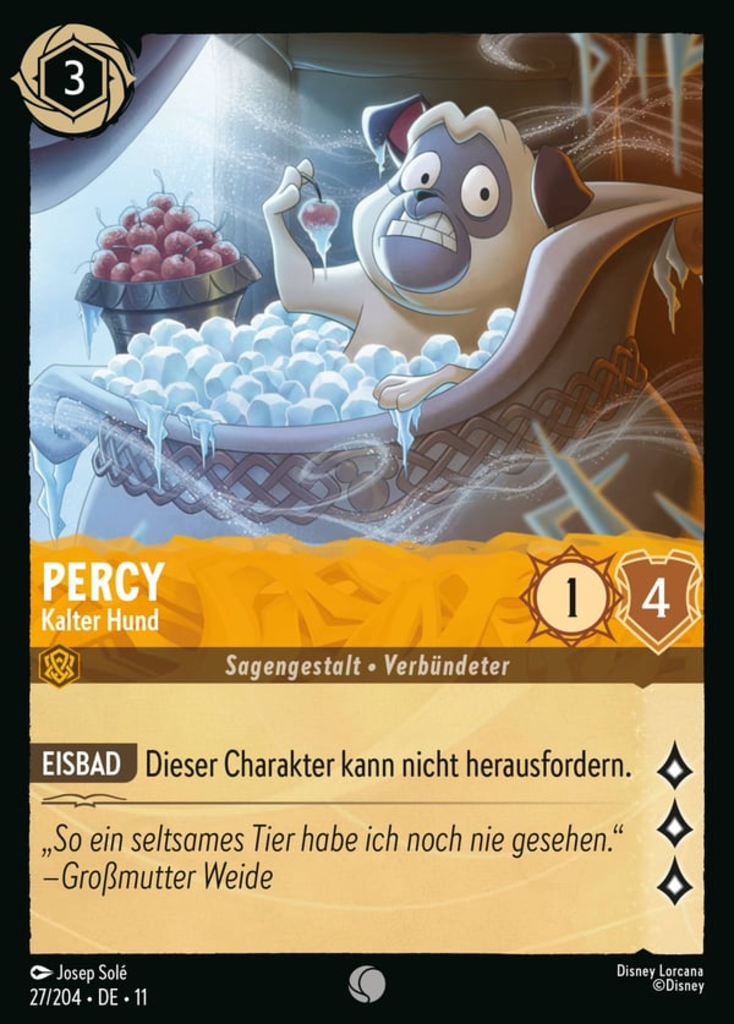 3
PERCY
Kalter Hund
1
4
Sagengestalt • Verbündeter
EISBAD Dieser Charakter kann nicht herausfordern.
„So ein seltsames Tier habe ich noch nie gesehen.“
–Großmutter Weide
Josep Solé
27/204 • DE • 11
Disney Lorcana
©Disney